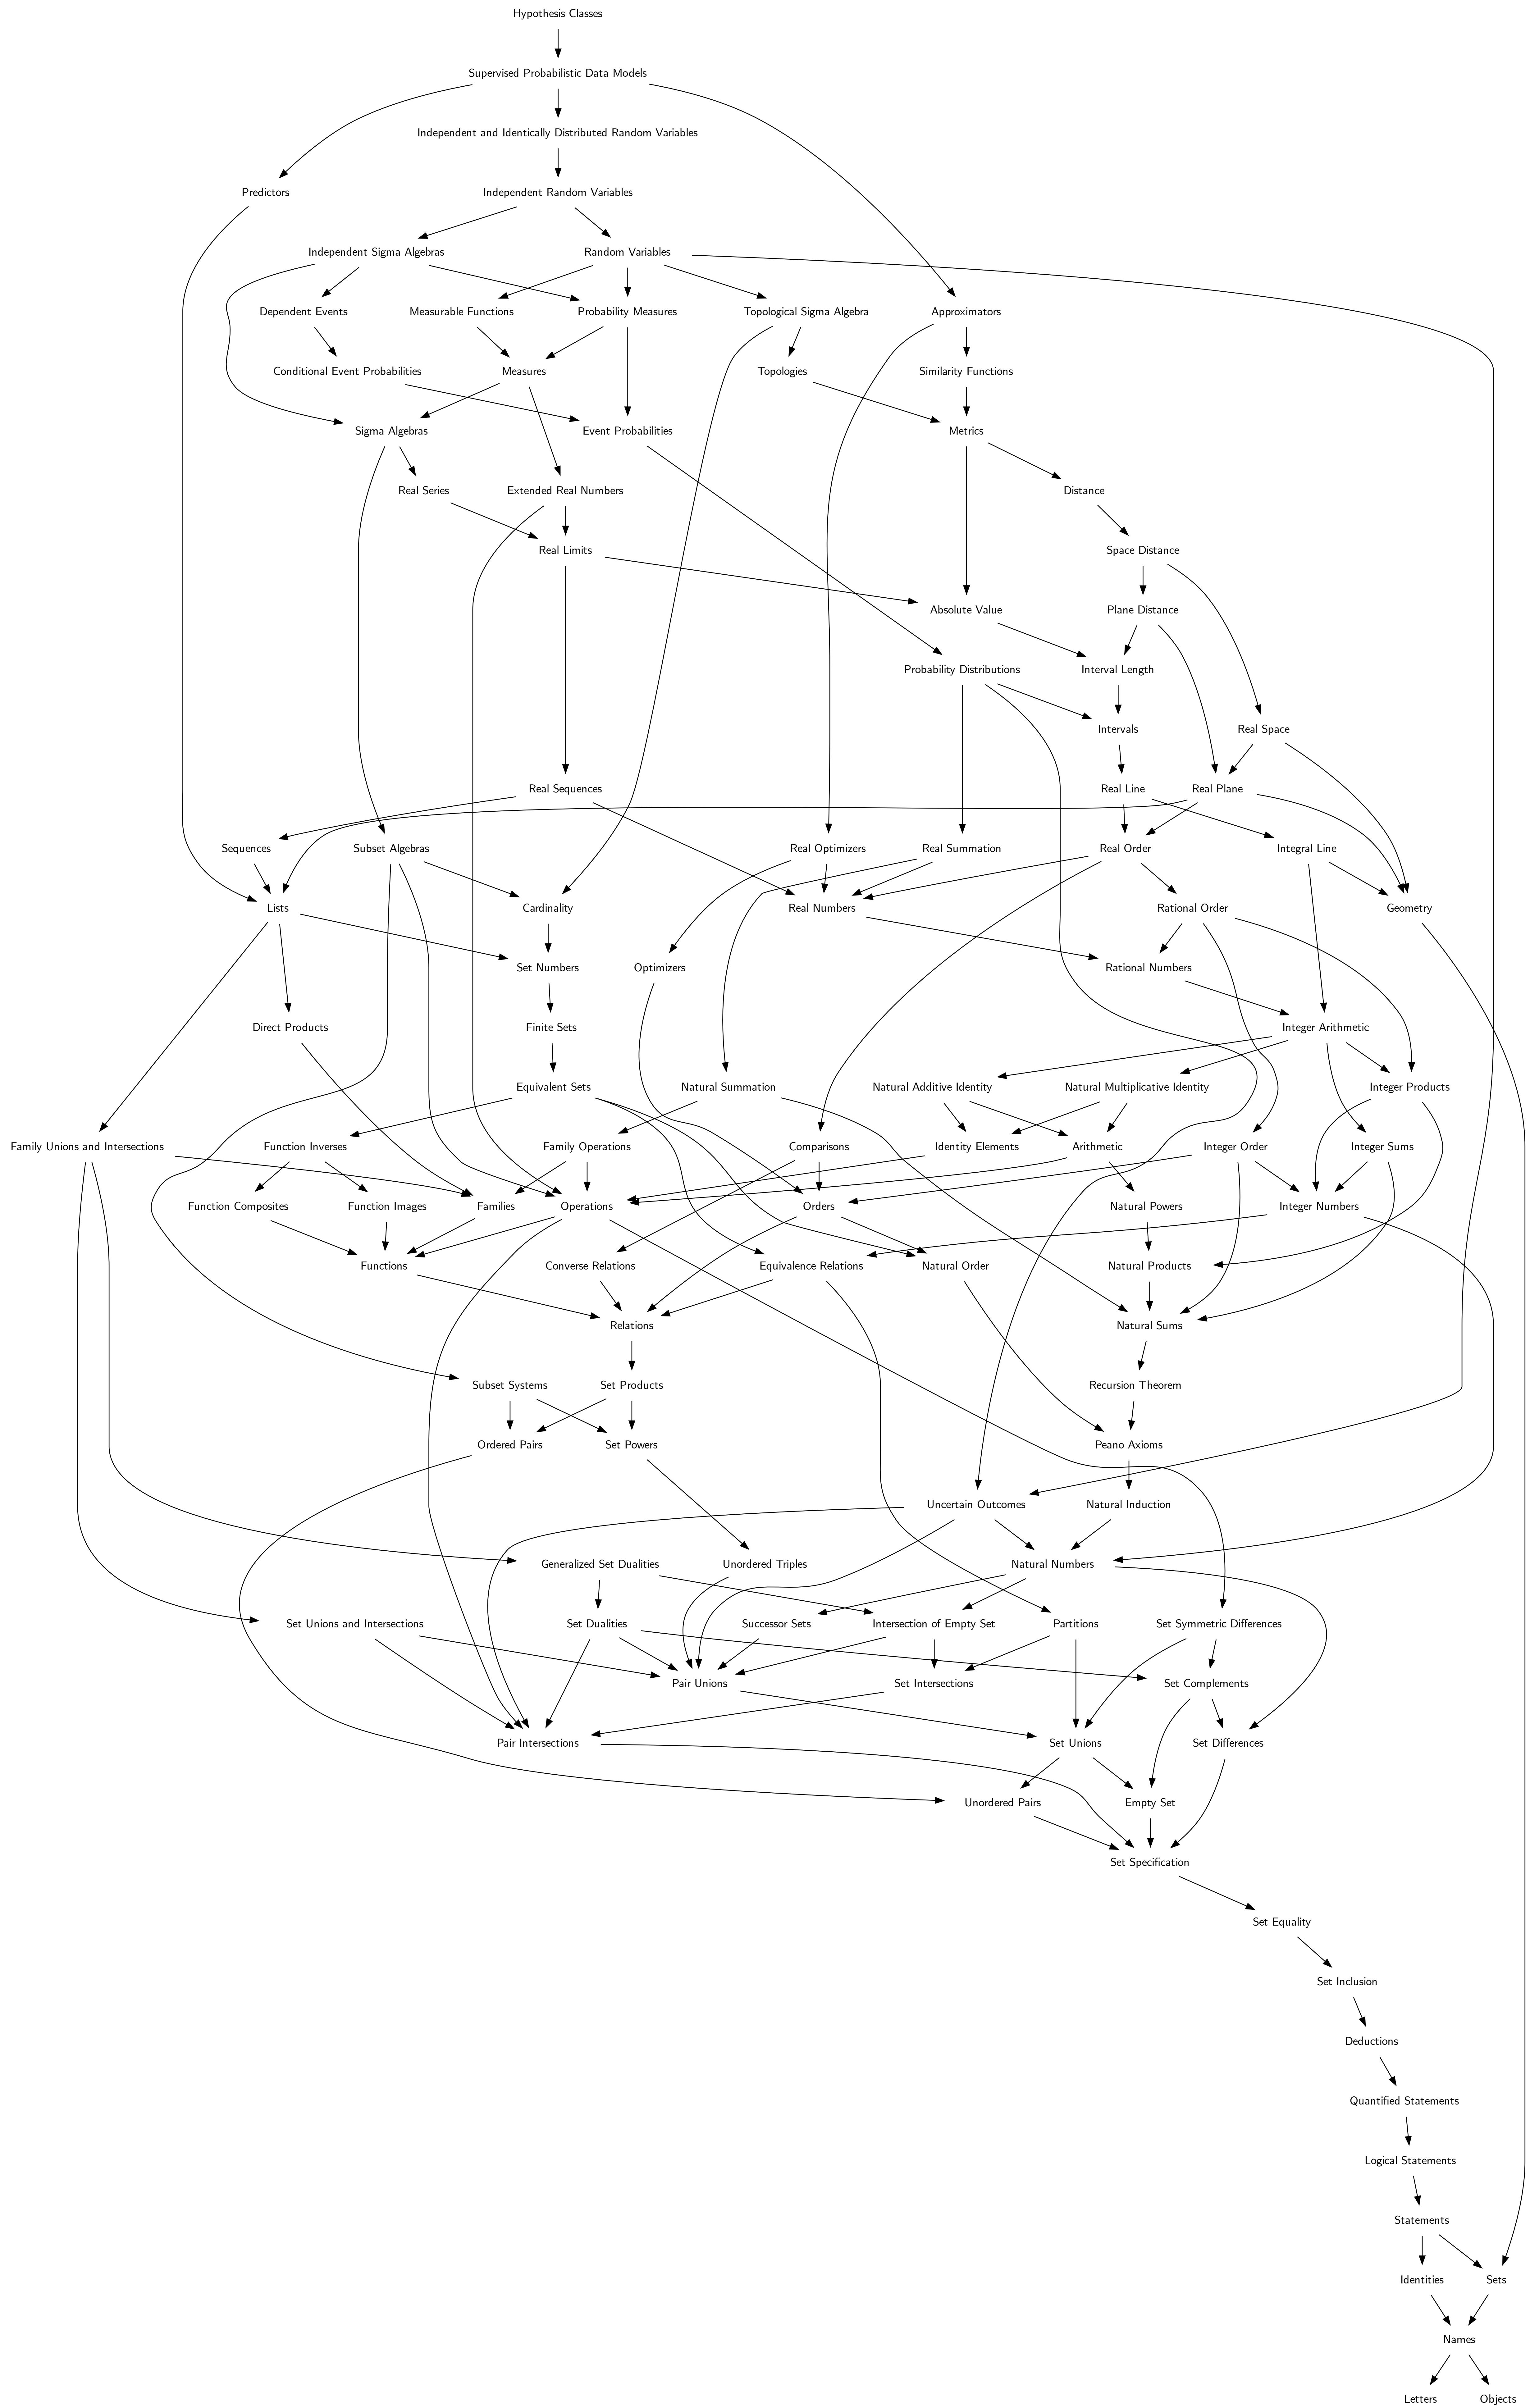 Hypothesis Classes
Supervised Probabilistic Data Models
Independent and Identically Distributed Random Variables
Predictors
Independent Random Variables
Independent Sigma Algebras
Random Variables
Dependent Events
Measurable Functions
Probability Measures
Topological Sigma Algebra
Approximators
Conditional Event Probabilities
Measures
Topologies
Similarity Functions
Sigma Algebras
Event Probabilities
Metrics
Real Series
Extended Real Numbers
Distance
Real Limits
Space Distance
Absolute Value
Plane Distance
Probability Distributions
Interval Length
Intervals
Real Space
Real Sequences
Real Line
Real Plane
Sequences
Subset Algebras
Real Optimizers
Real Summation
Real Order
Integral Line
Lists
Cardinality
Real Numbers
Rational Order
Geometry
Set Numbers
Optimizers
Rational Numbers
Direct Products
Finite Sets
Integer Arithmetic
Equivalent Sets
Natural Summation
Natural Additive Identity
Natural Multiplicative Identity
Integer Products
Family Unions and Intersections
Function Inverses
Family Operations
Comparisons
Identity Elements
Arithmetic
Integer Order
Integer Sums
Function Composites
Function Images
Families
Operations
Orders
Natural Powers
Integer Numbers
Functions
Converse Relations
Equivalence Relations
Natural Order
Natural Products
Relations
Natural Sums
Subset Systems
Set Products
Recursion Theorem
Ordered Pairs
Set Powers
Peano Axioms
Uncertain Outcomes
Natural Induction
Generalized Set Dualities
Unordered Triples
Natural Numbers
Set Unions and Intersections
Set Dualities
Successor Sets
Intersection of Empty Set
Partitions
Set Symmetric Differences
Pair Unions
Set Intersections
Set Complements
Pair Intersections
Set Unions
Set Differences
Unordered Pairs
Empty Set
Set Specification
Set Equality
Set Inclusion
Deductions
Quantified Statements
Logical Statements
Statements
Identities
Sets
Names
Letters
Objects